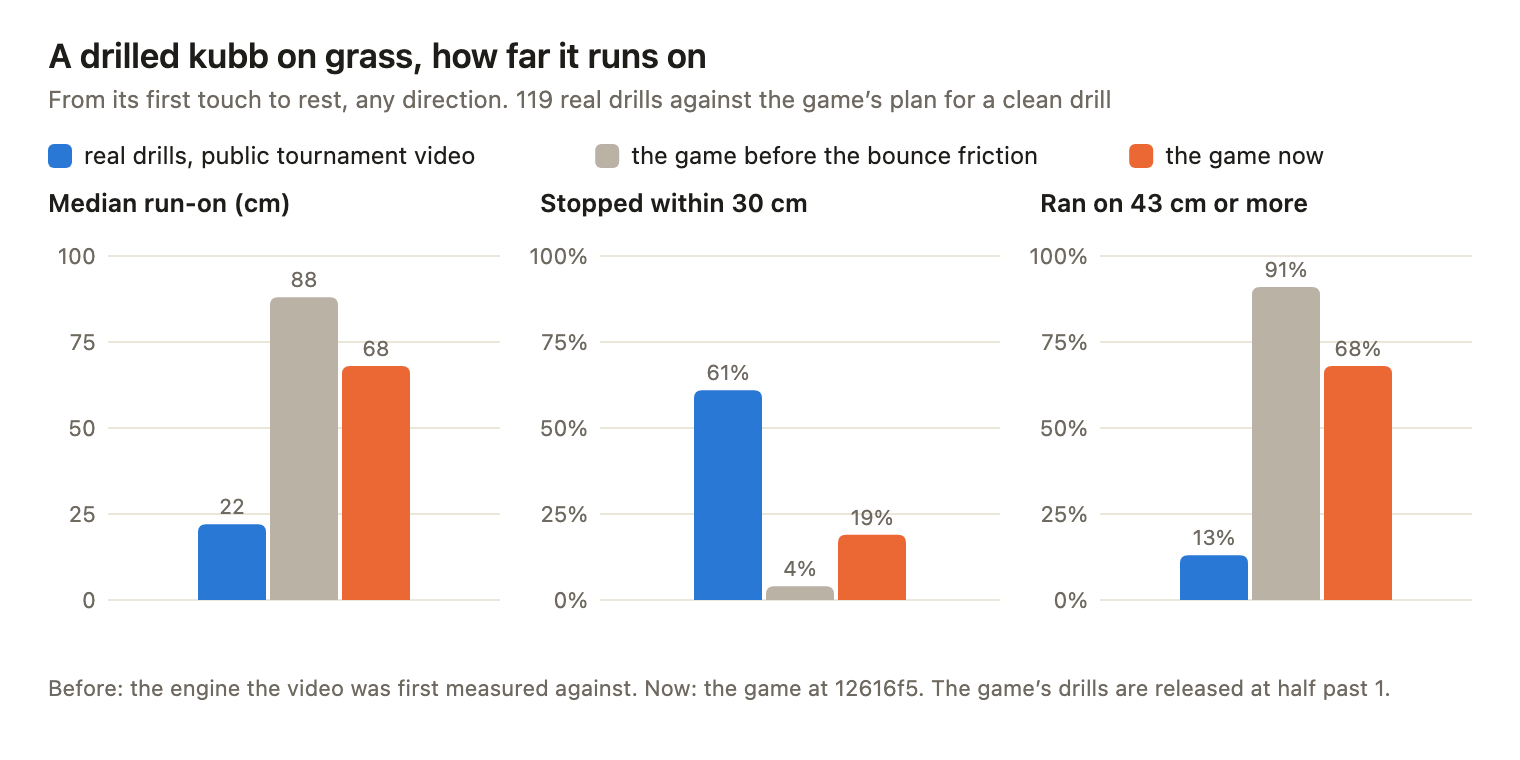 A drilled kubb on grass, how far it runs on
From its first touch to rest, any direction. 119 real drills against the game’s plan for a clean drill
real drills, public tournament video
the game before the bounce friction
the game now
Median run-on (cm)
100
75
50
25
0
22
88
68
Stopped within 30 cm
100%
75%
50%
25%
0%
61%
4%
19%
Ran on 43 cm or more
100%
75%
50%
25%
0%
13%
91%
68%
Before: the engine the video was first measured against. Now: the game at 12616f5. The game’s drills are released at half past 1.